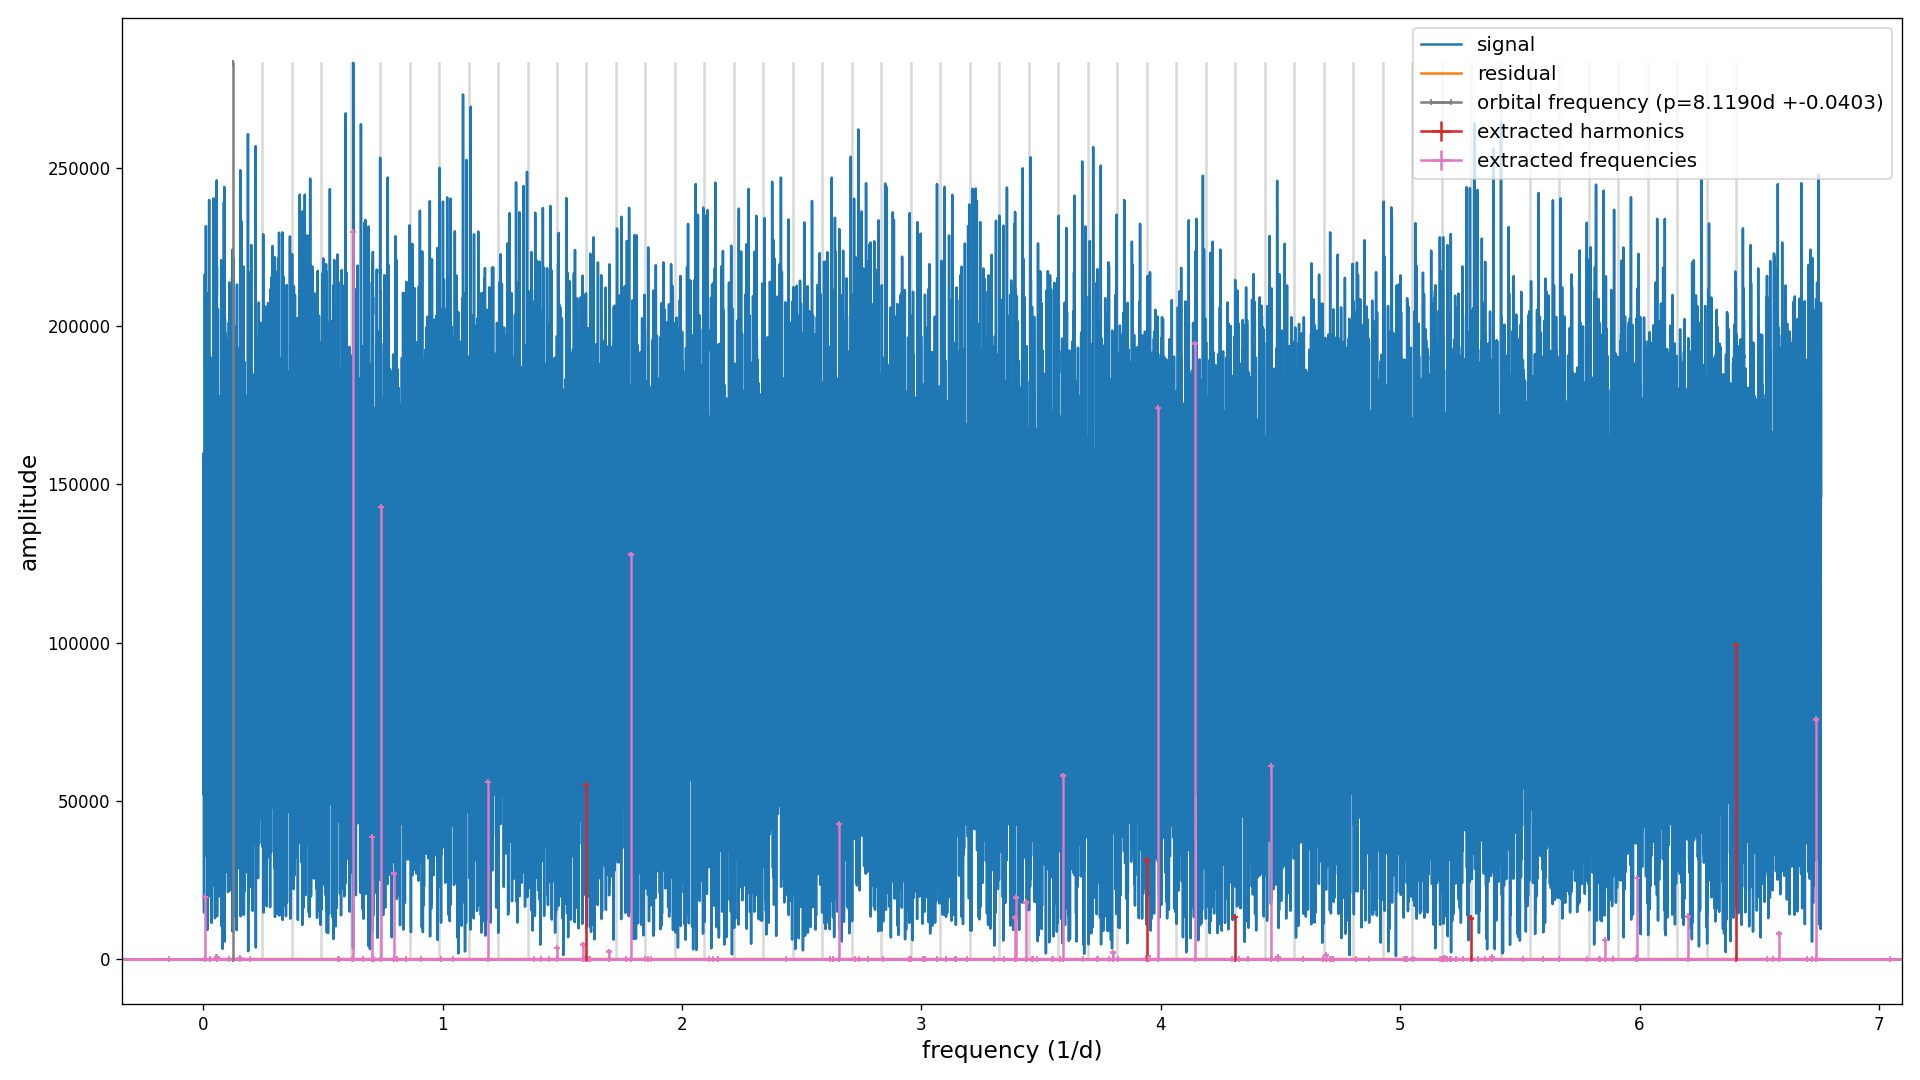 signal
residual
orbital frequency (p=8.1190d +-0.0403)
extracted harmonics
extracted frequencies
250000
200000
150000
100000
50000
0
amplitude
0 1 2 3 4 5 6 7
frequency (1/d)